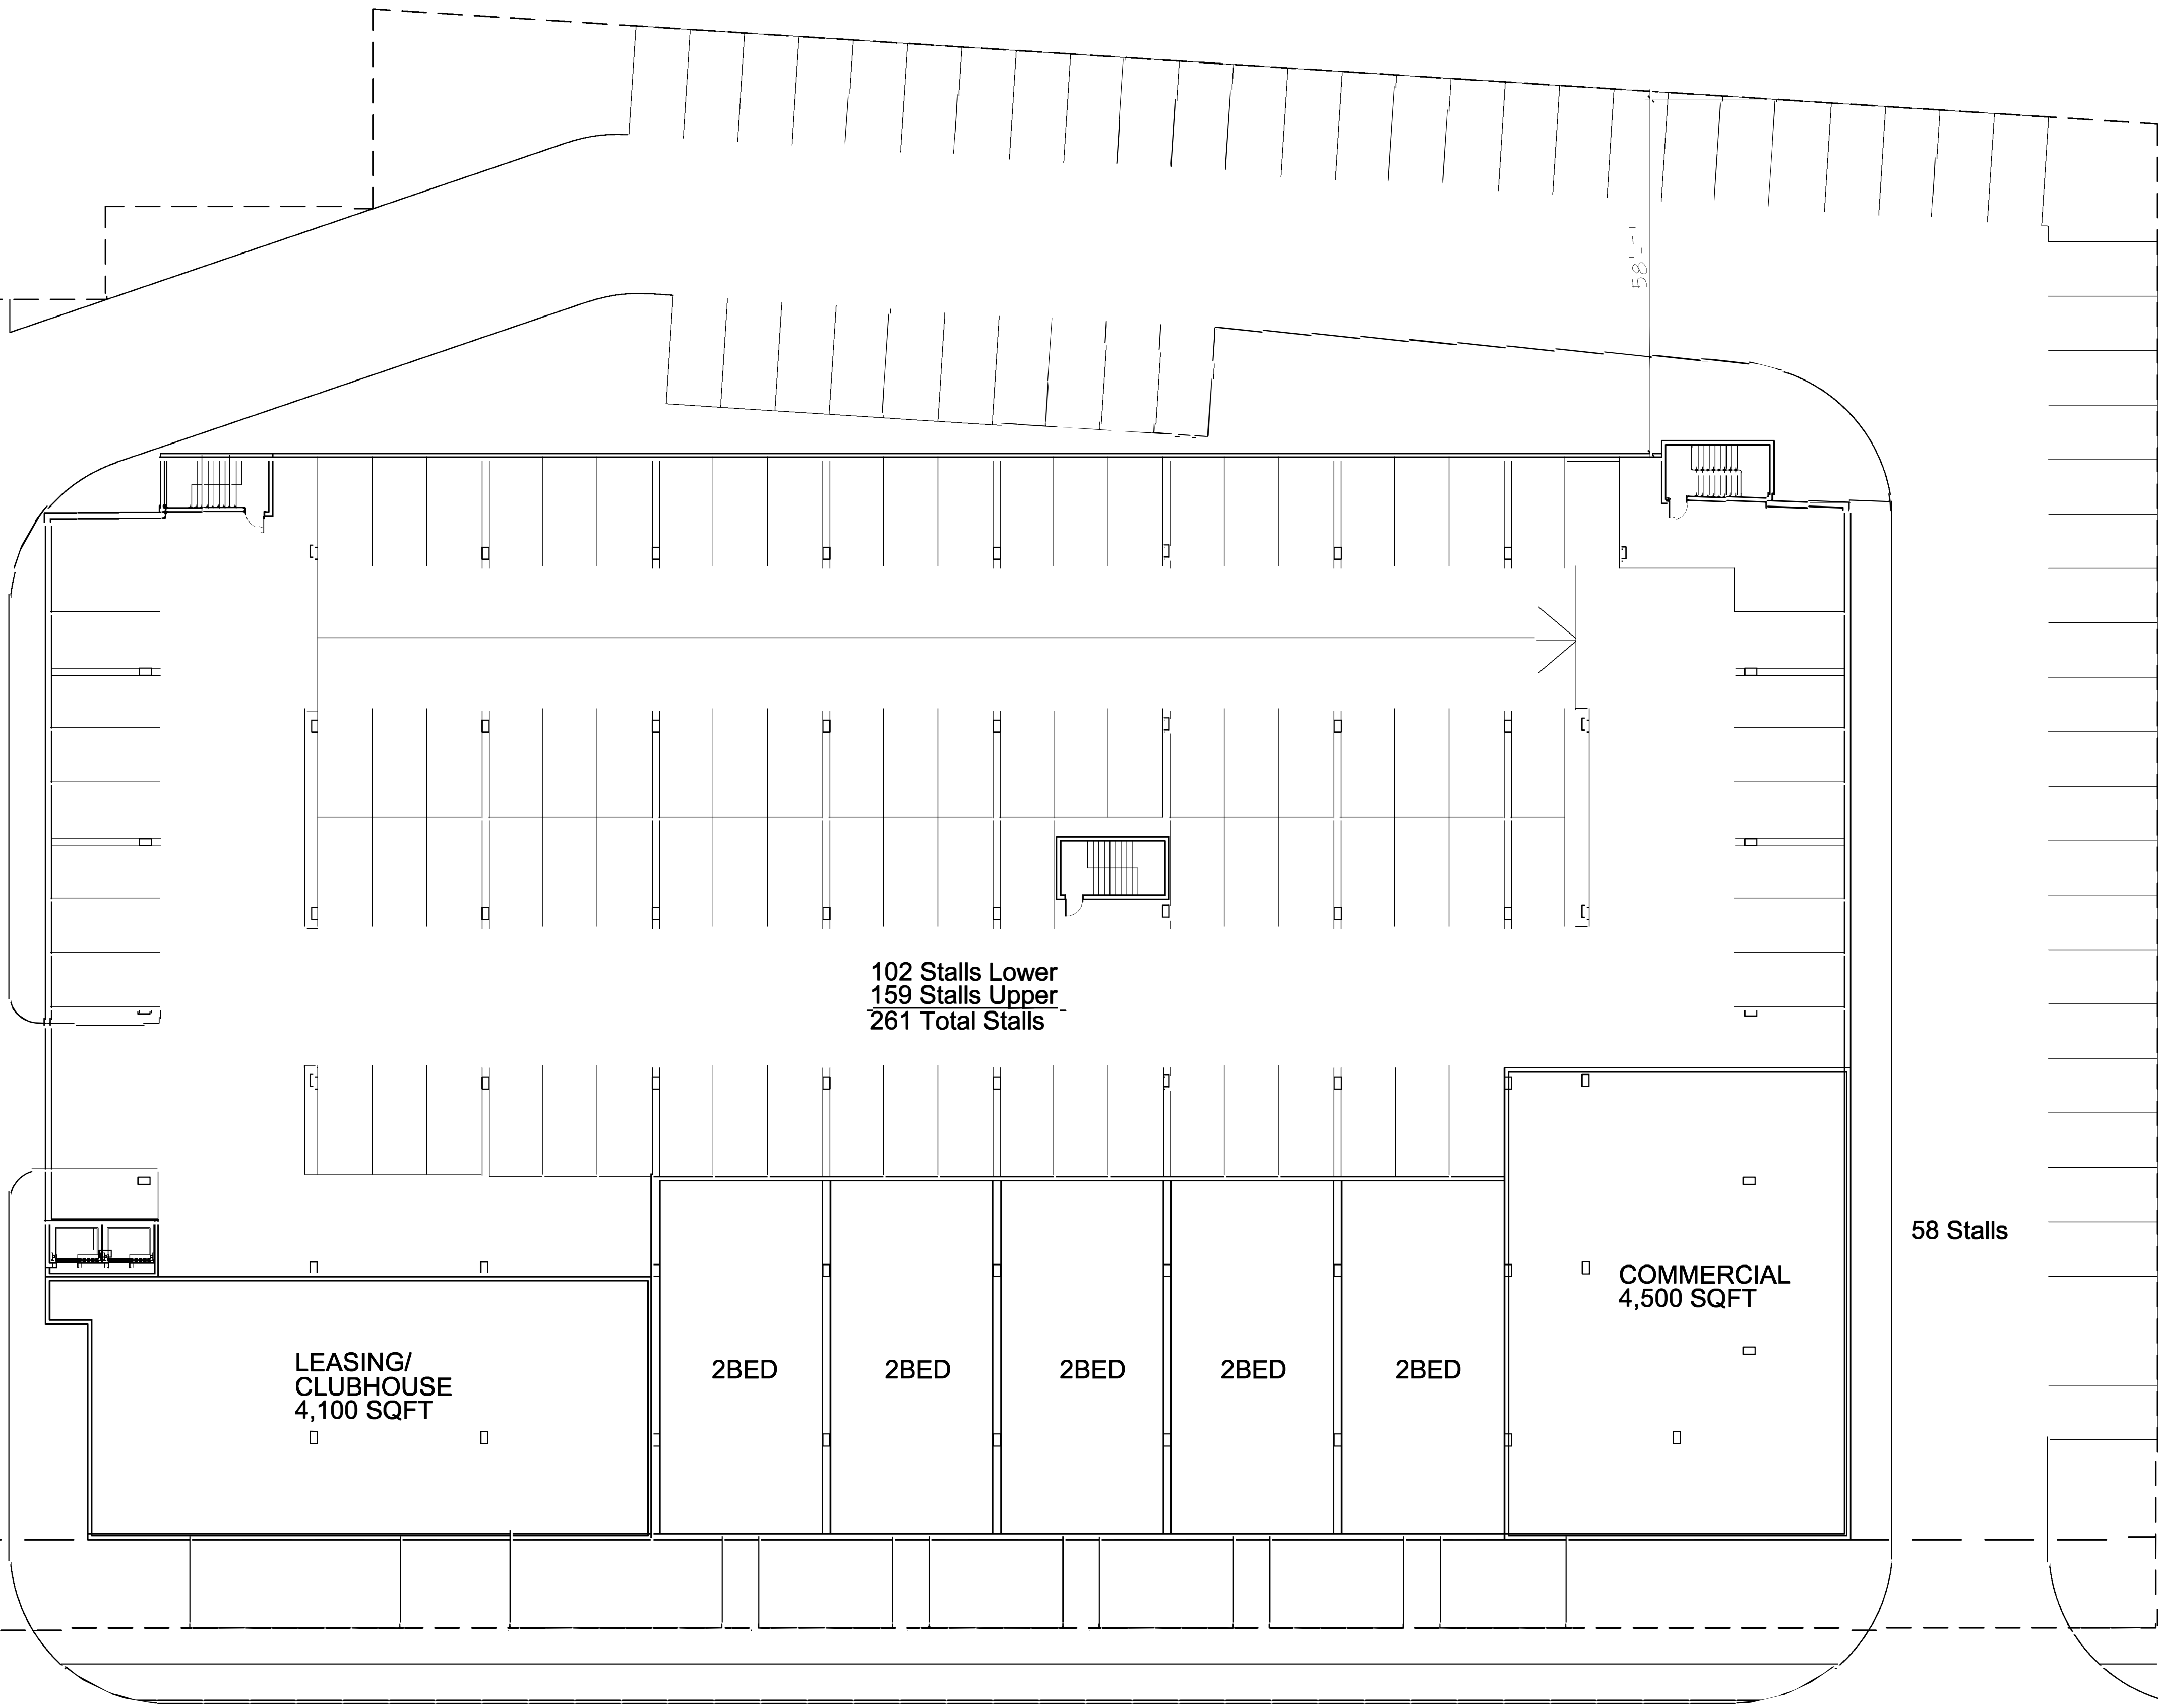 58'-7"
102 Stalls Lower
159 Stalls Upper
261 Total Stalls
58 Stalls
COMMERCIAL
4,500 SQFT
LEASING/
CLUBHOUSE
4,100 SQFT
2BED
2BED
2BED
2BED
2BED